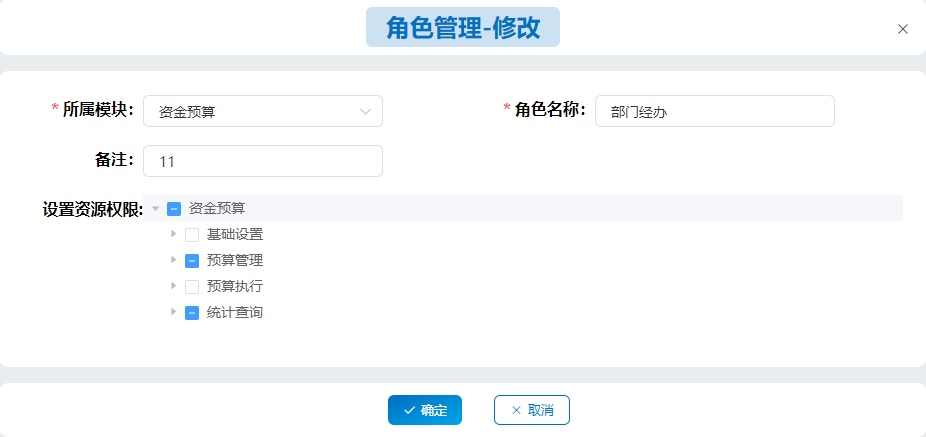 角色管理-修改
* 所属模块: 资金预算
* 角色名称: 部门经办
备注: 11
设置资源权限: 资金预算
基础设置
预算管理
预算执行
统计查询
确定 取消